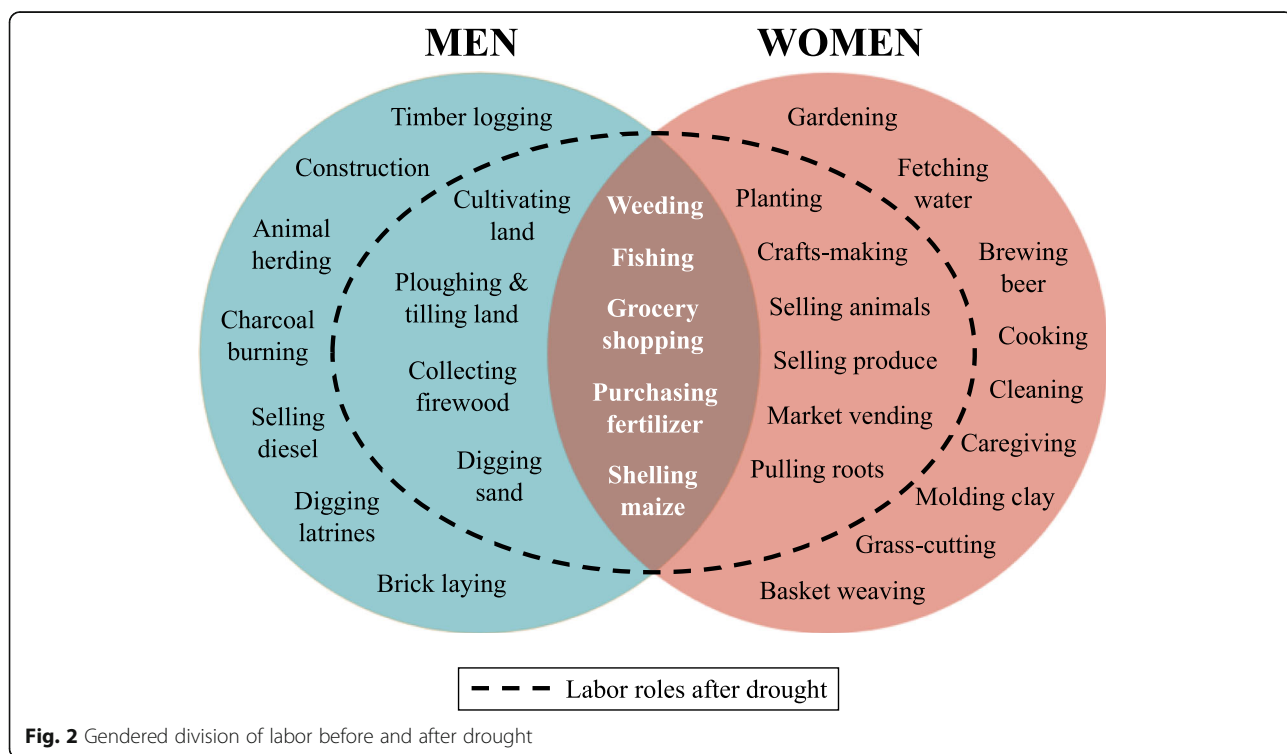 MEN
WOMEN
Timber logging
Construction
Animal
herding
Charcoal
burning
Selling
diesel
Digging
latrines
Brick laying
Cultivating
land
Ploughing &
tilling land
Collecting
firewood
Digging
sand
Weeding
Fishing
Grocery
shopping
Purchasing
fertilizer
Shelling
maize
Planting
Crafts-making
Selling animals
Selling produce
Market vending
Pulling roots
Gardening
Fetching
water
Brewing
beer
Cooking
Cleaning
Caregiving
Molding clay
Grass-cutting
Basket weaving
Labor roles after drought
Fig. 2 Gendered division of labor before and after drought